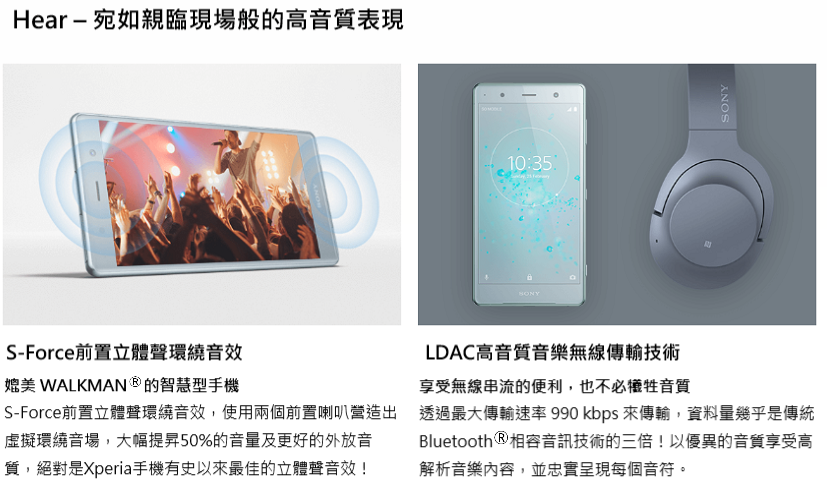 Hear – 宛如親臨現場般的高音質表現
SONY
10:35
SONY
S-Force前置立體聲環繞音效
媲美 WALKMAN®的智慧型手機
S-Force前置立體聲環繞音效，使用兩個前置喇叭營造出
虛擬環繞音場，大幅提昇50%的音量及更好的外放音
質，絕對是Xperia手機有史以來最佳的立體聲音效！
LDAC高音質音樂無線傳輸技術
享受無線串流的便利，也不必犧牲音質
透過最大傳輸速率 990 kbps 來傳輸，資料量幾乎是傳統
Bluetooth®相容音訊技術的三倍！以優異的音質享受高
解析音樂內容，並忠實呈現每個音符。